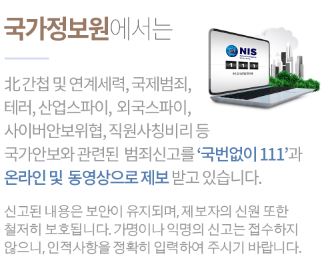 국가정보원에서는
NIS
1 1 1
北 간첩 및 연계세력, 국제범죄,
테러, 산업스파이, 외국스파이,
사이버안보위협, 직원사칭비리 등
국가안보와 관련된 범죄신고를 ‘국번없이 111’과
온라인 및 동영상으로 제보 받고 있습니다.
신고된 내용은 보안이 유지되며, 제보자의 신원 또한
철저히 보호됩니다. 가명이나 익명의 신고는 접수하지
않으니, 인적사항을 정확히 입력하여 주시기 바랍니다.